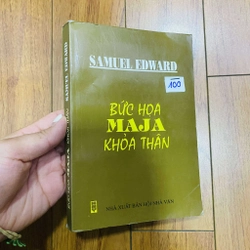 SAMUEL EDWARD
100
BỨC HỌA
MAJA
KHỎA THÂN
NHÀ XUẤT BẢN HỘI NHÀ VĂN